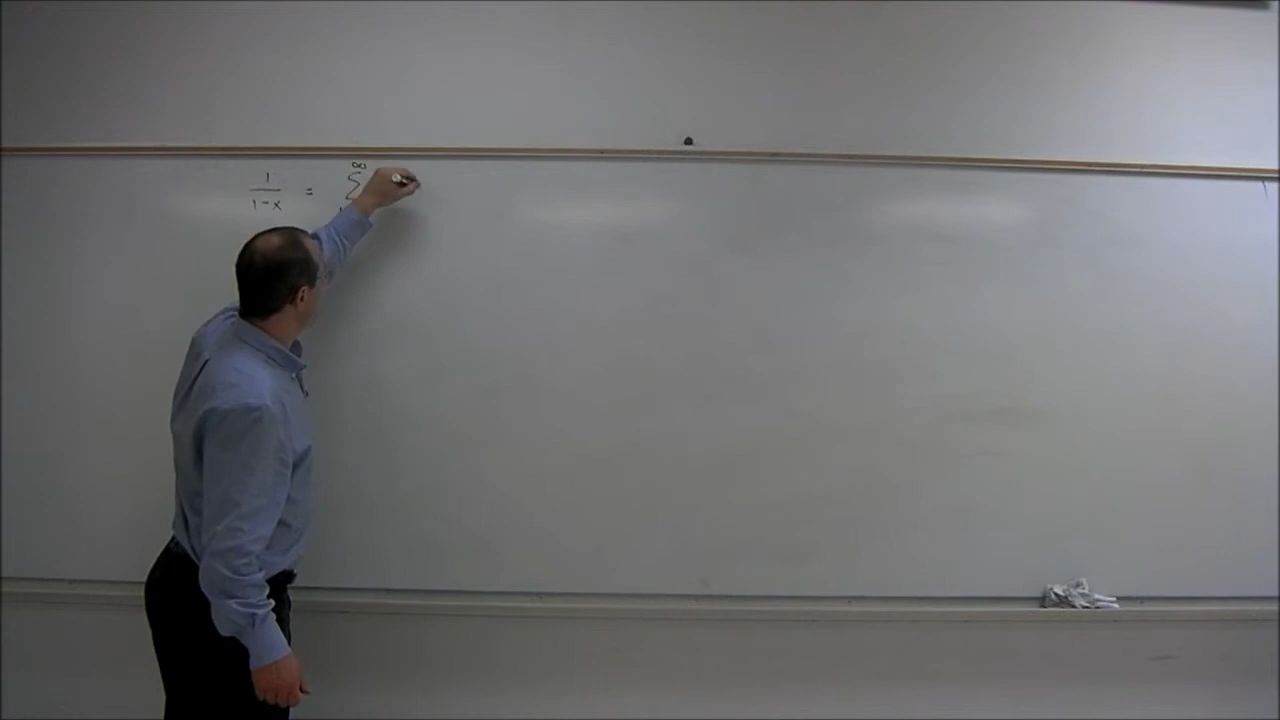 1/(1-x) = ∞Σ